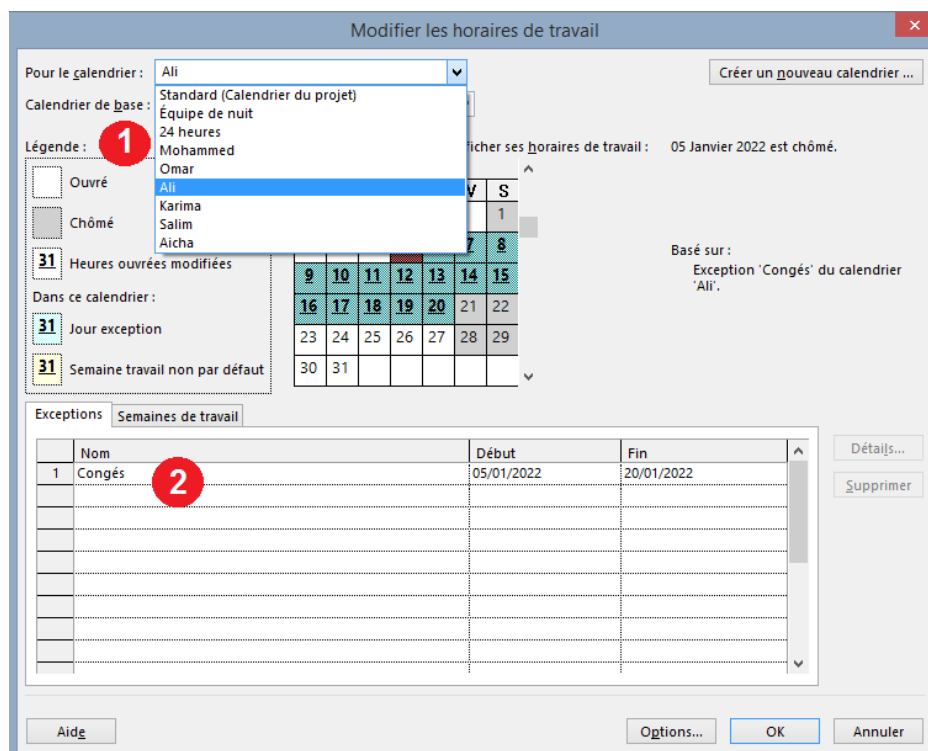 Modifier les horaires de travail
Pour le calendrier : Ali
Créer un nouveau calendrier ...
Calendrier de base :
Standard (Calendrier du projet)
Équipe de nuit
24 heures
Mohammed
Omar
Ali
Karima
Salim
Aicha
1
Légende :
ficher ses horaires de travail : 05 Janvier 2022 est chômé.
Ouvré
Chômé
31 Heures ouvrées modifiées
Dans ce calendrier :
31 Jour exception
31 Semaine travail non par défaut
V S
1
7 8
9 10 11 12 13 14 15
16 17 18 19 20 21 22
23 24 25 26 27 28 29
30 31
Basé sur :
Exception 'Congés' du calendrier
'Ali'.
Exceptions Semaines de travail
Nom Début Fin
1 Congés 05/01/2022 20/01/2022
2
Détails...
Supprimer
Aide Options... OK Annuler